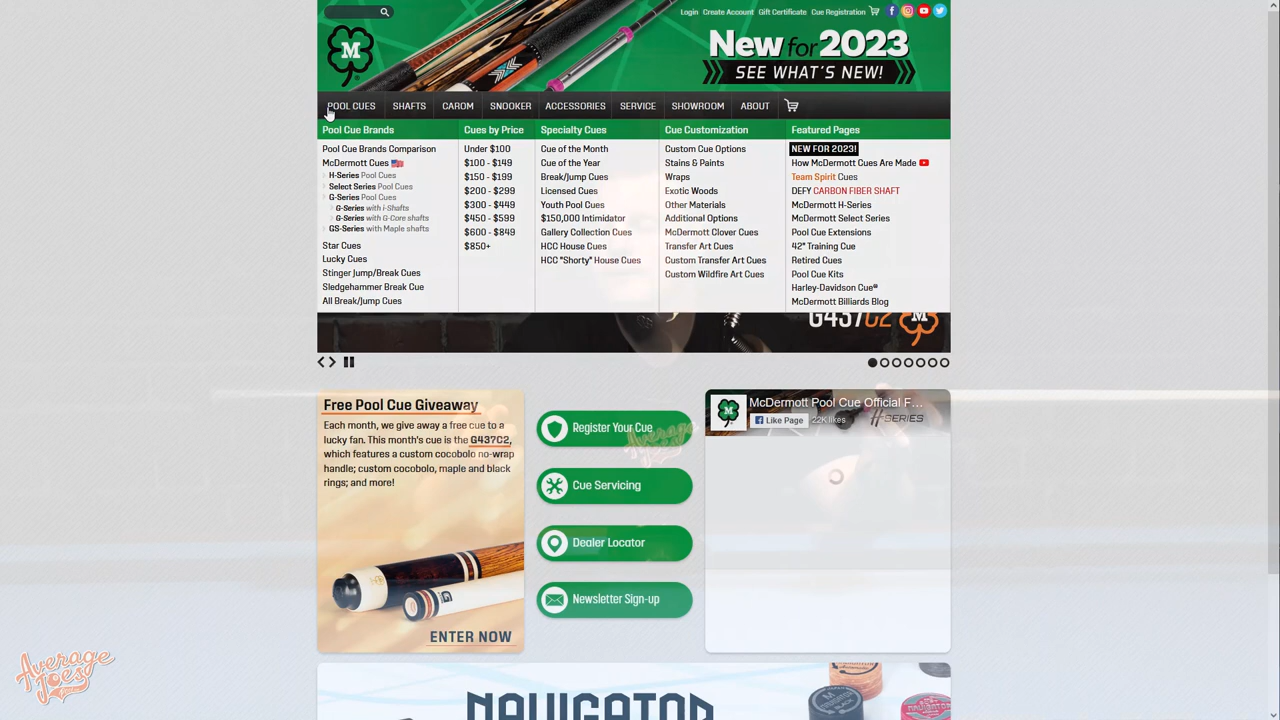 Login Create Account Gift Certificate Cue Registration
M
New for 2023
SEE WHAT'S NEW!
POOL CUES SHAFTS CAROM SNOOKER ACCESSORIES SERVICE SHOWROOM ABOUT
Pool Cue Brands
Pool Cue Brands Comparison
McDermott Cues
H-Series Pool Cues
Select Series Pool Cues
G-Series Pool Cues
G-Series with i-Shafts
G-Series with G-Core shafts
GS-Series with Maple shafts
Star Cues
Lucky Cues
Stinger Jump/Break Cues
Sledgehammer Break Cue
All Break/Jump Cues
Cues by Price
Under $100
$100 - $149
$150 - $199
$200 - $299
$300 - $449
$450 - $599
$600 - $849
$850+
Specialty Cues
Cue of the Month
Cue of the Year
Break/Jump Cues
Licensed Cues
Youth Pool Cues
$150,000 Intimidator
Gallery Collection Cues
HCC House Cues
HCC "Shorty" House Cues
Cue Customization
Custom Cue Options
Stains & Paints
Wraps
Exotic Woods
Other Materials
Additional Options
McDermott Clover Cues
Transfer Art Cues
Custom Transfer Art Cues
Custom Wildfire Art Cues
Featured Pages
NEW FOR 2023!
How McDermott Cues Are Made
Team Spirit Cues
DEFY CARBON FIBER SHAFT
McDermott H-Series
McDermott Select Series
Pool Cue Extensions
42" Training Cue
Retired Cues
Pool Cue Kits
Harley-Davidson Cue®
McDermott Billiards Blog
G437C2
Free Pool Cue Giveaway
Each month, we give away a free cue to a
lucky fan. This month's cue is the G437C2,
which features a custom cocobolo no-wrap
handle; custom cocobolo, maple and black
rings; and more!
ENTER NOW
Register Your Cue
Cue Servicing
Dealer Locator
Newsletter Sign-up
McDermott Pool Cue Official F...
Like Page 22K likes
H-SERIES
Average
Average
Joe's
NAVIGATOR